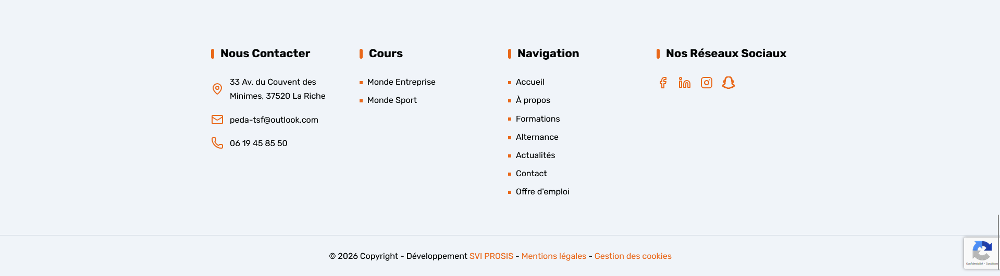 Nous Contacter
33 Av. du Couvent des
Minimes, 37520 La Riche
peda-tsf@outlook.com
06 19 45 85 50
Cours
Monde Entreprise
Monde Sport
Navigation
Accueil
À propos
Formations
Alternance
Actualités
Contact
Offre d'emploi
Nos Réseaux Sociaux
© 2026 Copyright - Développement SVI PROSIS - Mentions légales - Gestion des cookies
Confidentialité - Conditions